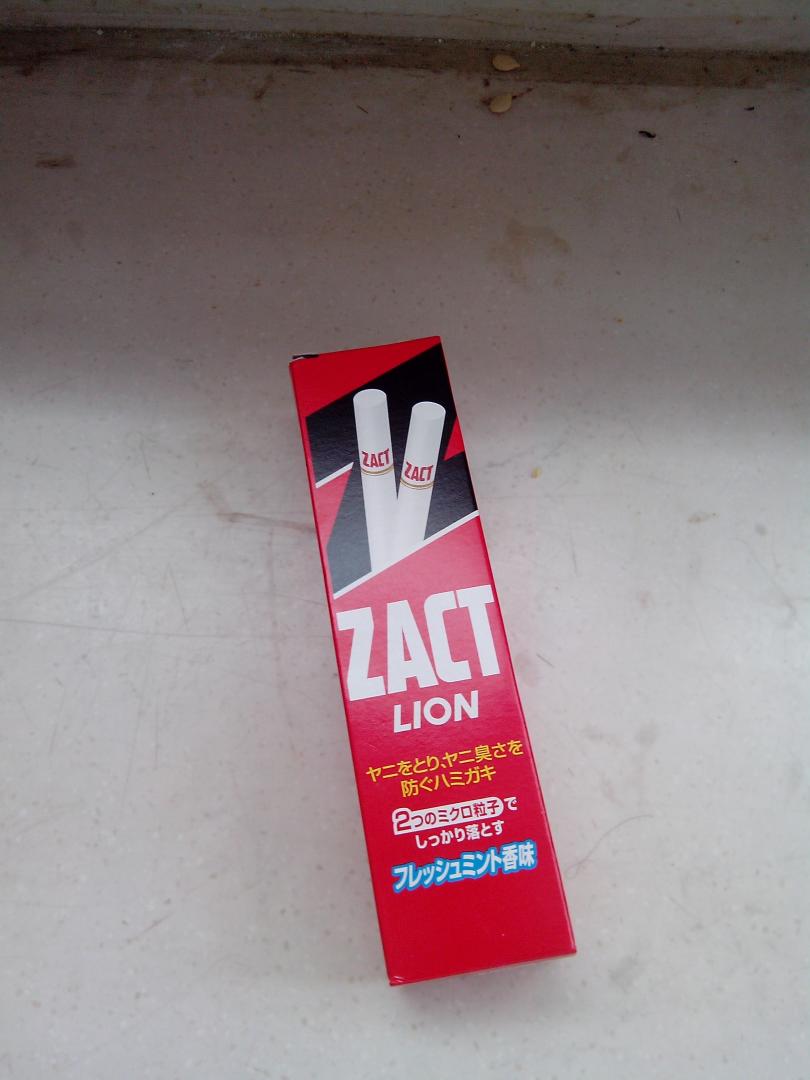 ZACT
ZACT
ZACT
LION
ヤニをとり、ヤニ臭さを
防ぐハミガキ
2つのミクロ粒子で
しっかり落とす
フレッシュミント香味